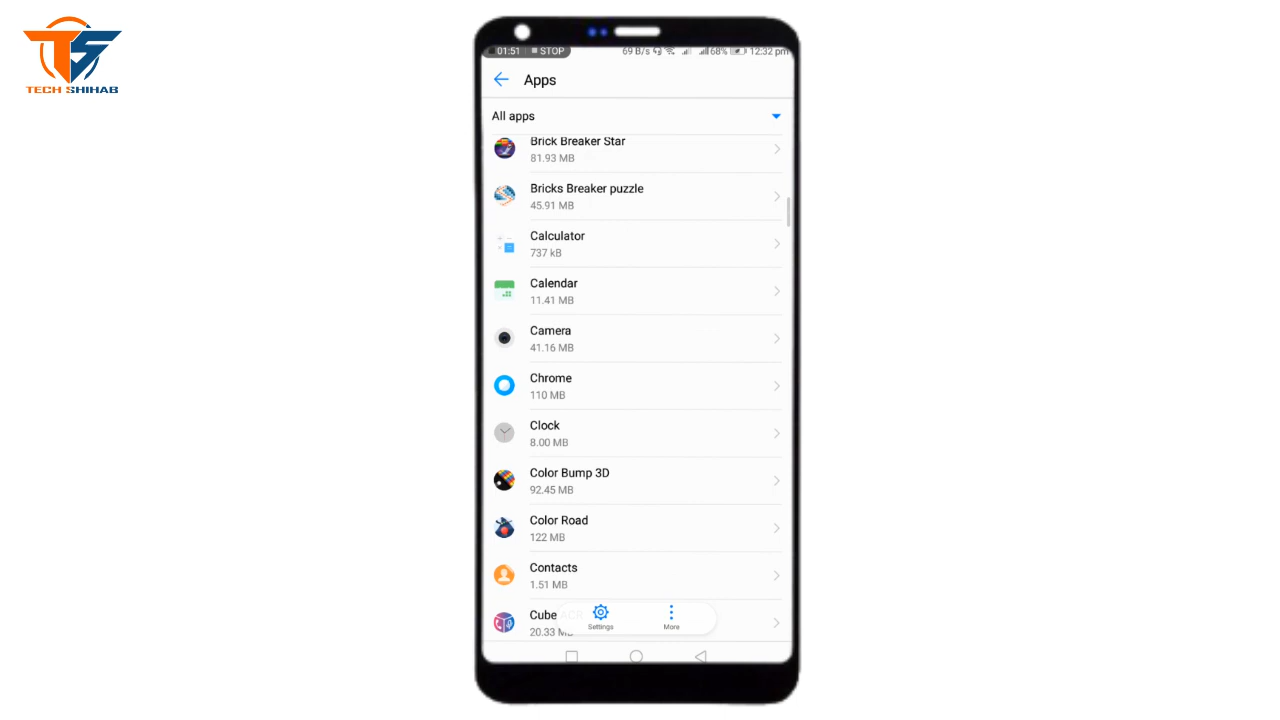 TECH SHIHAB
01:51 STOP 69 B/s 68% 12:32 pm
Apps
All apps
Brick Breaker Star
81.93 MB
Bricks Breaker puzzle
45.91 MB
Calculator
737 kB
Calendar
11.41 MB
Camera
41.16 MB
Chrome
110 MB
Clock
8.00 MB
Color Bump 3D
92.45 MB
Color Road
122 MB
Contacts
1.51 MB
Cube ACR
20.33 MB
Settings
More